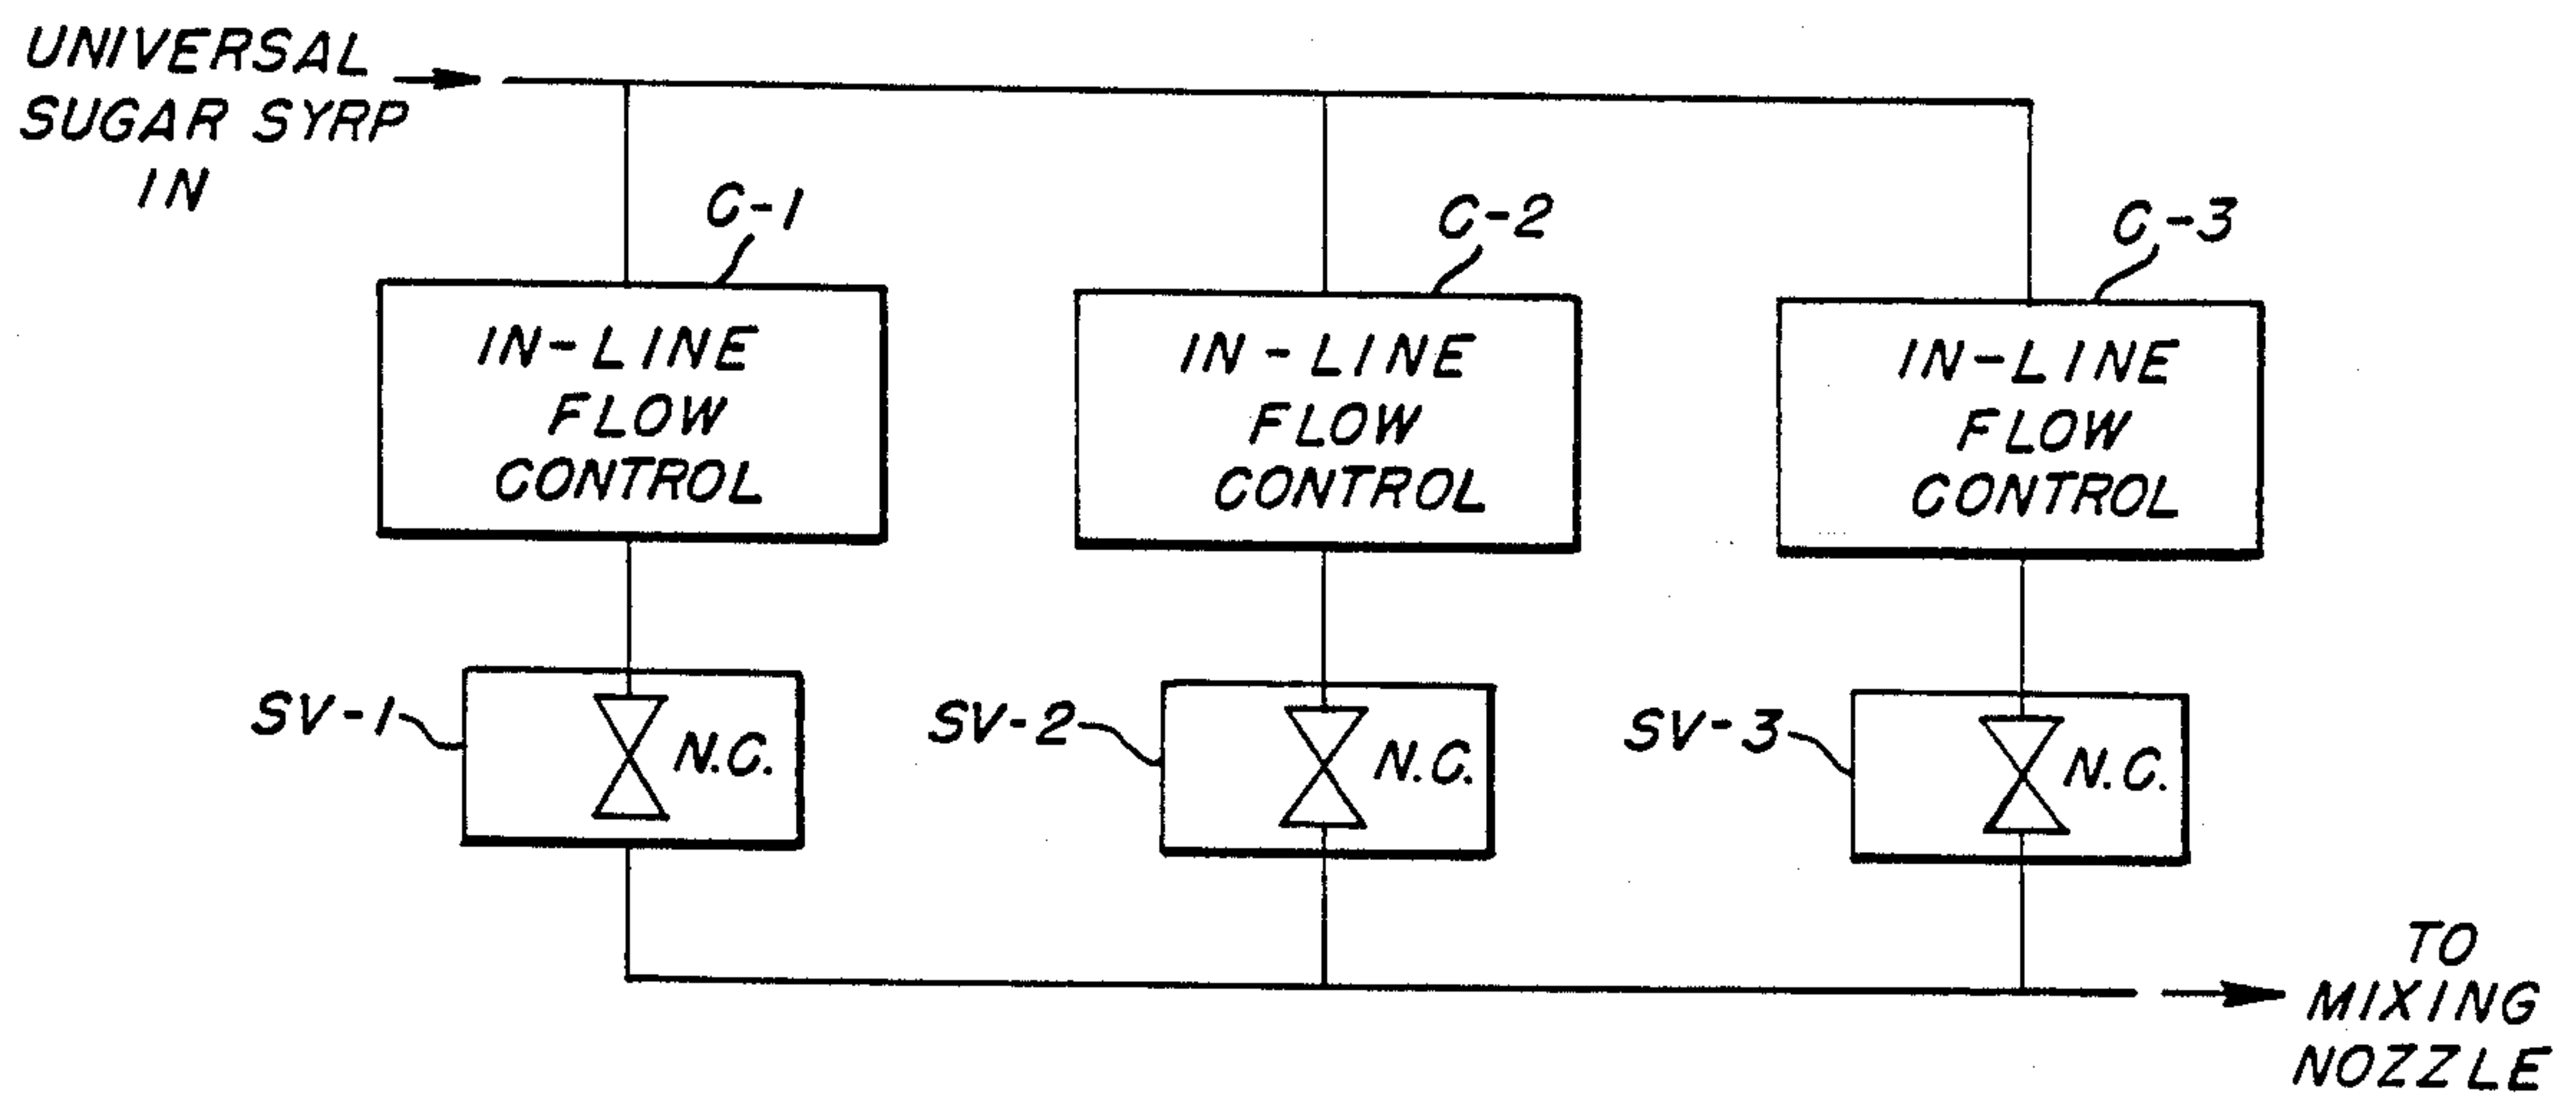 UNIVERSAL
SUGAR SYRP
IN
C-1
C-2
C-3
IN-LINE
FLOW
CONTROL
IN-LINE
FLOW
CONTROL
IN-LINE
FLOW
CONTROL
SV-1
N.C.
SV-2
N.C.
SV-3
N.C.
TO
MIXING
NOZZLE